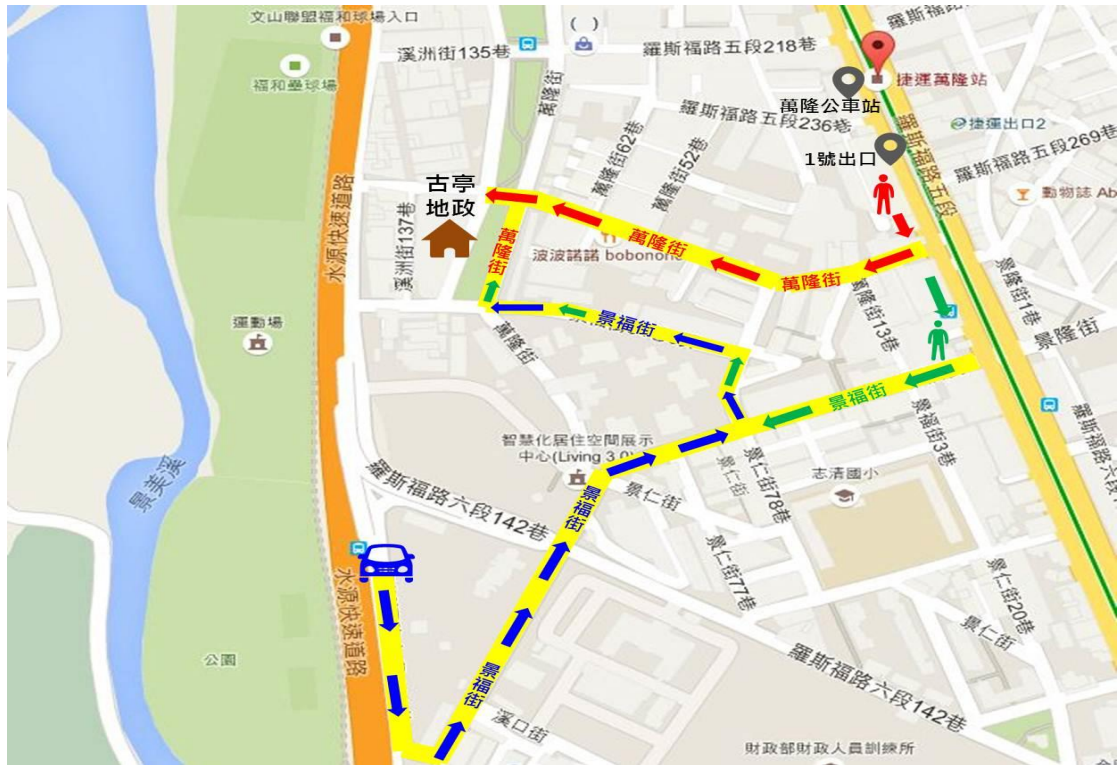 文山聯盟福和球場入口
( )
羅斯福路五段218巷
溪洲街135巷
萬隆街
捷運萬隆站
福和壘球場
萬隆公車站
羅斯福路五段236巷
捷運出口2
羅斯福路五段
羅斯福路五段269巷
1號出口
萬隆街62巷
萬隆街52巷
古亭
地政
動物誌 Ab
水源快速道路
溪洲街137巷
萬隆街
萬隆街
萬隆街
波波諾諾 bobonono
萬隆街13巷
景隆街1巷
景隆街
運動場
景福街
萬隆街
景福街
景福街3巷
智慧化居住空間展示
中心(Living 3.0)
景仁街
景仁街78巷
志清國小
羅斯福路六段
景美溪
羅斯福路六段142巷
景福街
景仁街
景仁街77巷
景仁街20巷
水源快速道路
景仁街
公園
景福街
羅斯福路六段142巷
溪口街
財政部財政人員訓練所